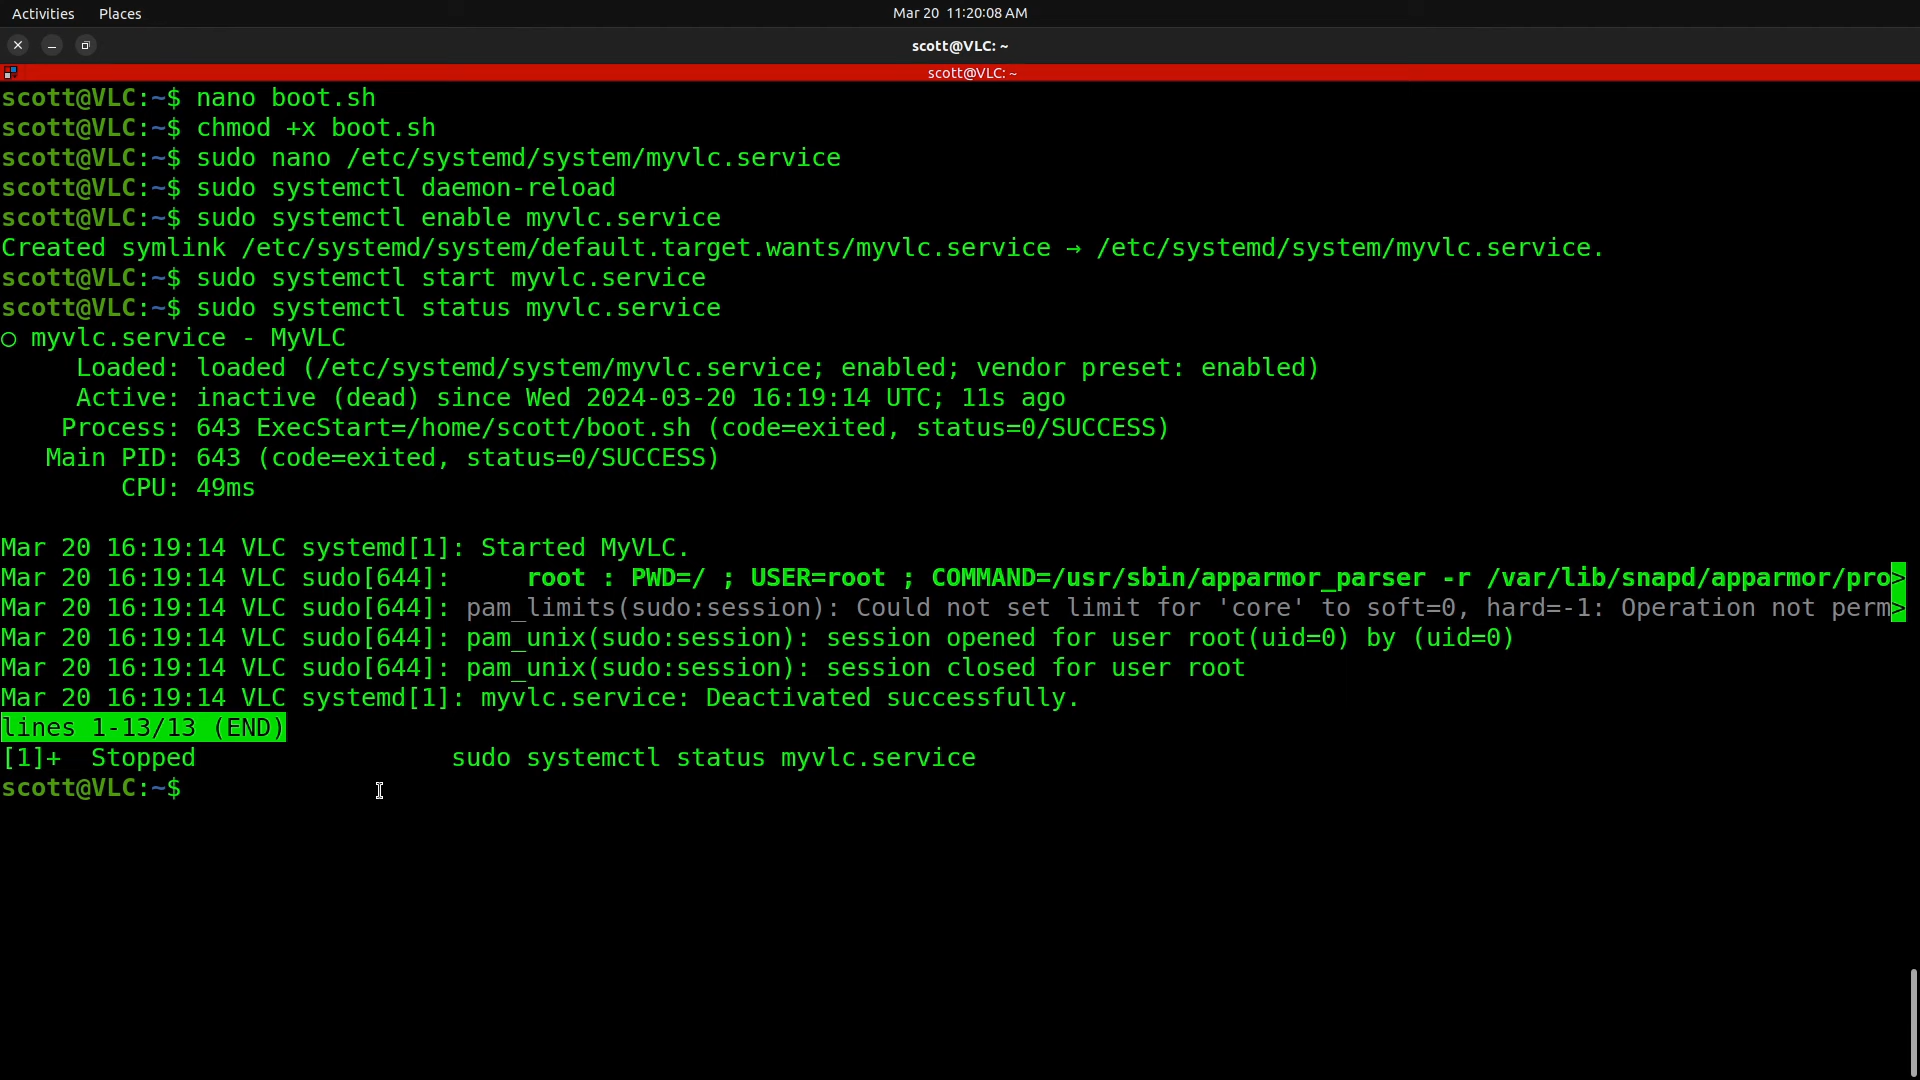 Activities Places Mar 20 11:20:08 AM
scott@VLC: ~
scott@VLC: ~
scott@VLC:~$ nano boot.sh
scott@VLC:~$ chmod +x boot.sh
scott@VLC:~$ sudo nano /etc/systemd/system/myvlc.service
scott@VLC:~$ sudo systemctl daemon-reload
scott@VLC:~$ sudo systemctl enable myvlc.service
Created symlink /etc/systemd/system/default.target.wants/myvlc.service → /etc/systemd/system/myvlc.service.
scott@VLC:~$ sudo systemctl start myvlc.service
scott@VLC:~$ sudo systemctl status myvlc.service
○ myvlc.service - MyVLC
     Loaded: loaded (/etc/systemd/system/myvlc.service; enabled; vendor preset: enabled)
     Active: inactive (dead) since Wed 2024-03-20 16:19:14 UTC; 11s ago
    Process: 643 ExecStart=/home/scott/boot.sh (code=exited, status=0/SUCCESS)
   Main PID: 643 (code=exited, status=0/SUCCESS)
        CPU: 49ms
Mar 20 16:19:14 VLC systemd[1]: Started MyVLC.
Mar 20 16:19:14 VLC sudo[644]:     root : PWD=/ ; USER=root ; COMMAND=/usr/sbin/apparmor_parser -r /var/lib/snapd/apparmor/pro>
Mar 20 16:19:14 VLC sudo[644]: pam_limits(sudo:session): Could not set limit for 'core' to soft=0, hard=-1: Operation not perm>
Mar 20 16:19:14 VLC sudo[644]: pam_unix(sudo:session): session opened for user root(uid=0) by (uid=0)
Mar 20 16:19:14 VLC sudo[644]: pam_unix(sudo:session): session closed for user root
Mar 20 16:19:14 VLC systemd[1]: myvlc.service: Deactivated successfully.
lines 1-13/13 (END)
[1]+  Stopped                 sudo systemctl status myvlc.service
scott@VLC:~$